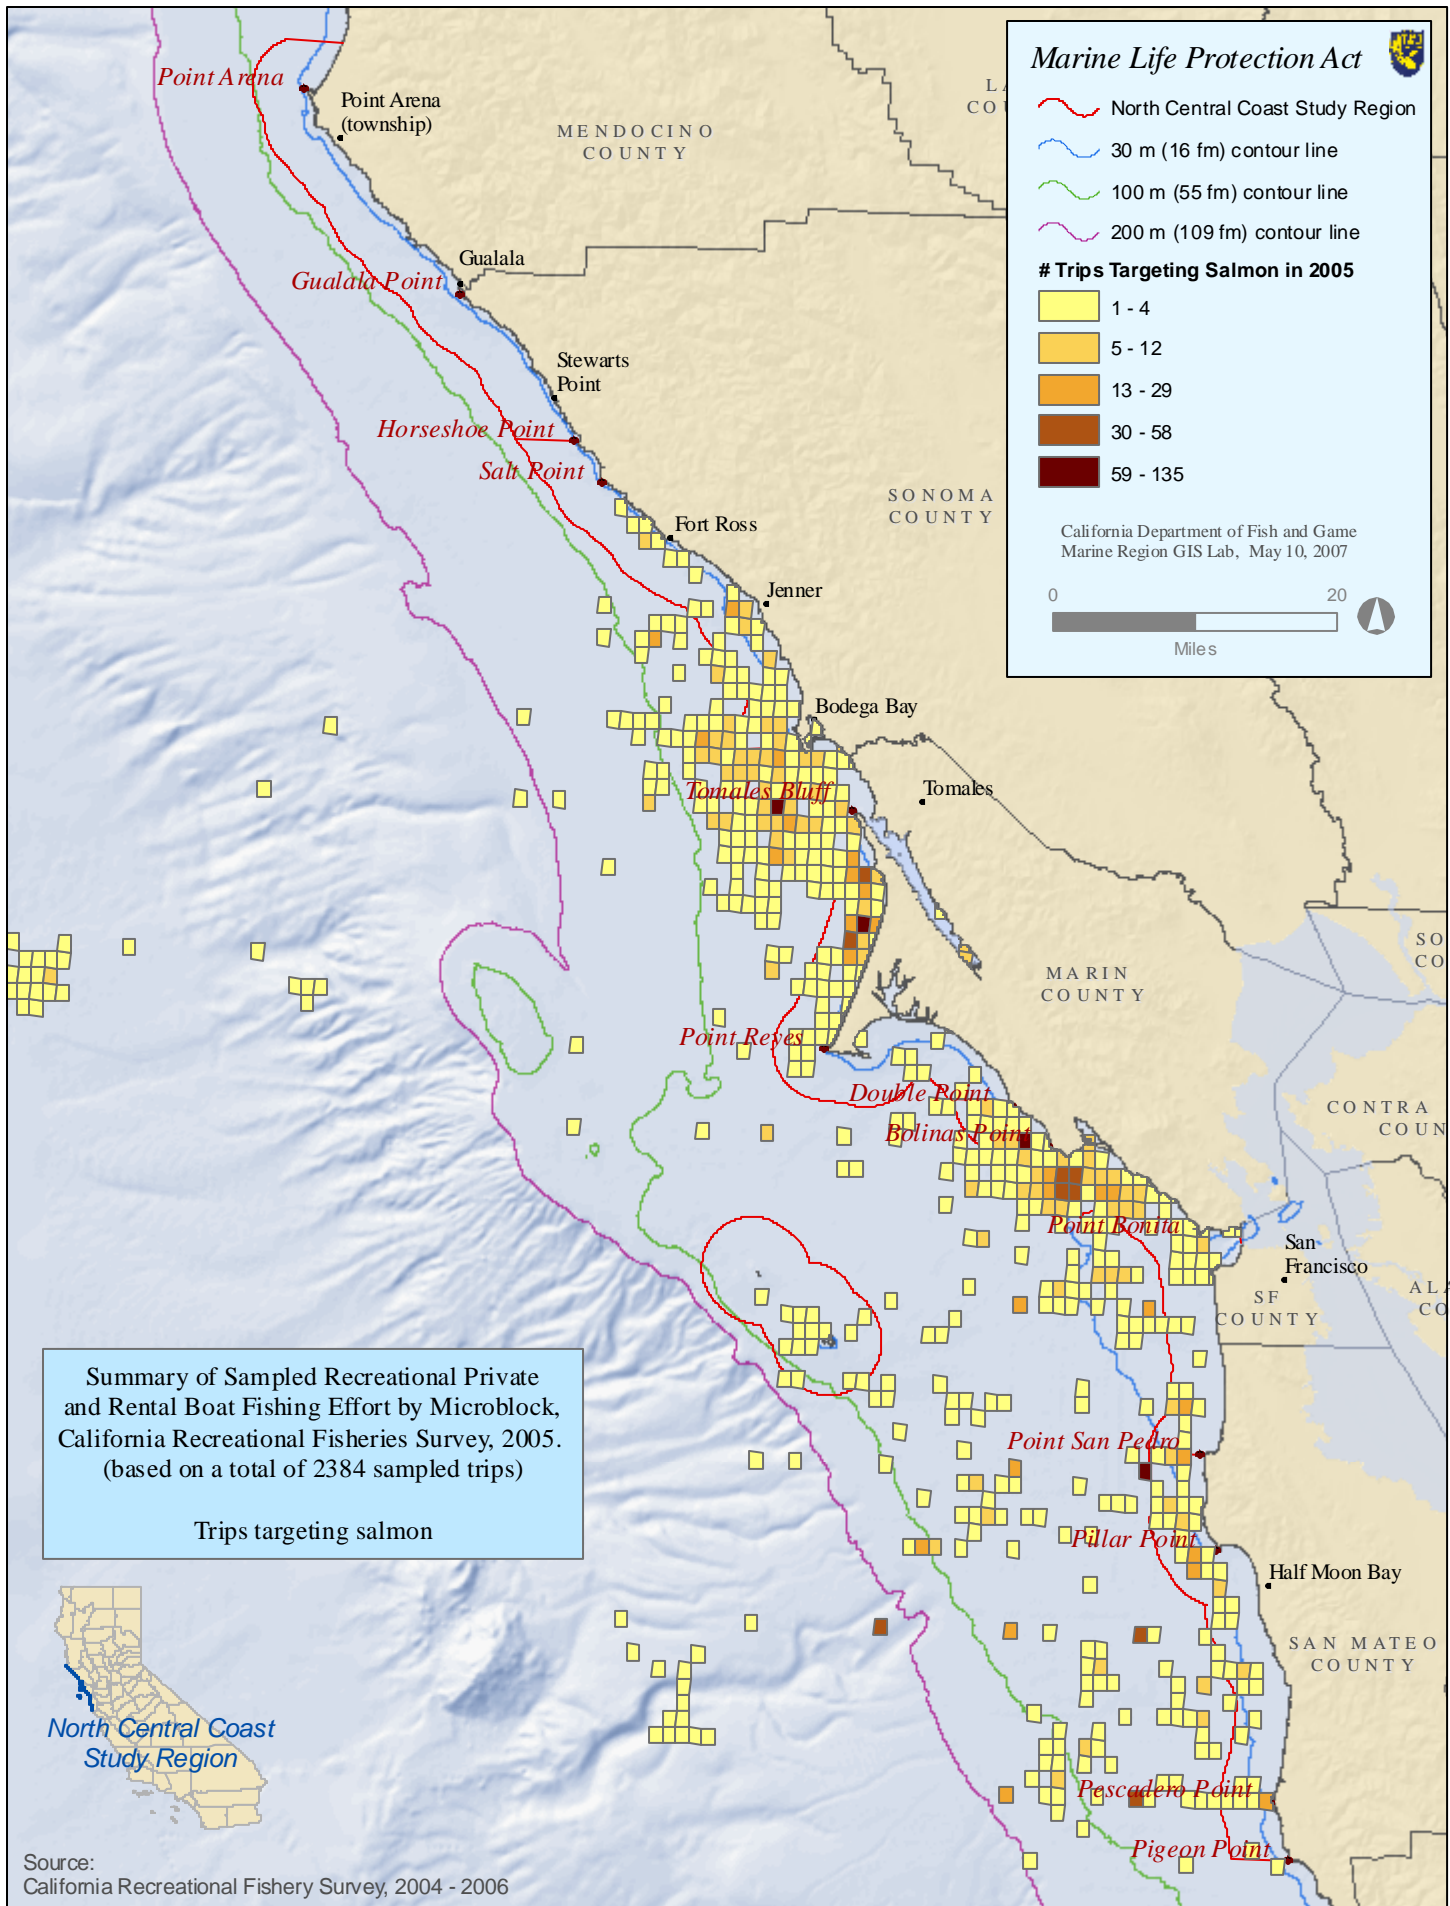 Marine Life Protection Act
North Central Coast Study Region
30 m (16 fm) contour line
100 m (55 fm) contour line
200 m (109 fm) contour line
# Trips Targeting Salmon in 2005
1 - 4
5 - 12
13 - 29
30 - 58
59 - 135
California Department of Fish and Game
Marine Region GIS Lab, May 10, 2007
0 20
Miles
Point Arena
Point Arena
(township)
MENDOCINO
COUNTY
Gualala
Gualala Point
Stewarts
Point
Horseshoe Point
Salt Point
SONOMA
COUNTY
Fort Ross
Jenner
Bodega Bay
Tomales Bluff
Tomales
MARIN
COUNTY
SO
CO
Point Reyes
Double Point
Bolinas Point
CONTRA
COUN
Point Bonita
San
Francisco
SF
COUNTY
AL
CO
Point San Pedro
Pillar Point
Half Moon Bay
SAN MATEO
COUNTY
Pescadero Point
Pigeon Point
Summary of Sampled Recreational Private
and Rental Boat Fishing Effort by Microblock,
California Recreational Fisheries Survey, 2005.
(based on a total of 2384 sampled trips)
Trips targeting salmon
North Central Coast
Study Region
Source:
California Recreational Fishery Survey, 2004 - 2006